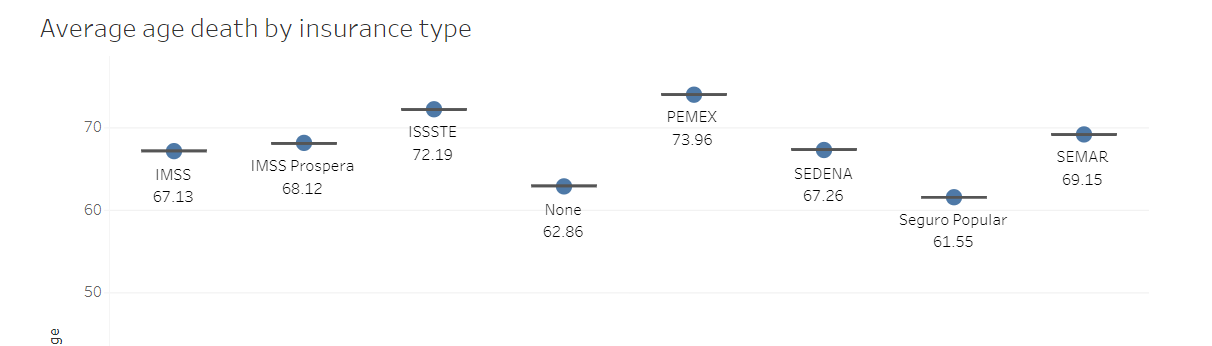 Average age death by insurance type
70
60
50
IMSS
67.13
IMSS Prospera
68.12
ISSSTE
72.19
None
62.86
PEMEX
73.96
SEDENA
67.26
Seguro Popular
61.55
SEMAR
69.15